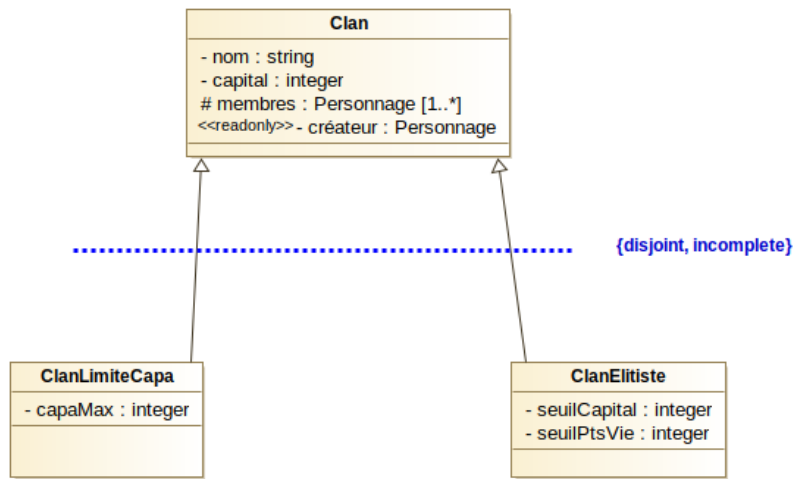 Clan
- nom : string
- capital : integer
# membres : Personnage [1..*]
<<readonly>> - créateur : Personnage
{disjoint, incomplete}
ClanLimiteCapa
- capaMax : integer
ClanElitiste
- seuilCapital : integer
- seuilPtsVie : integer